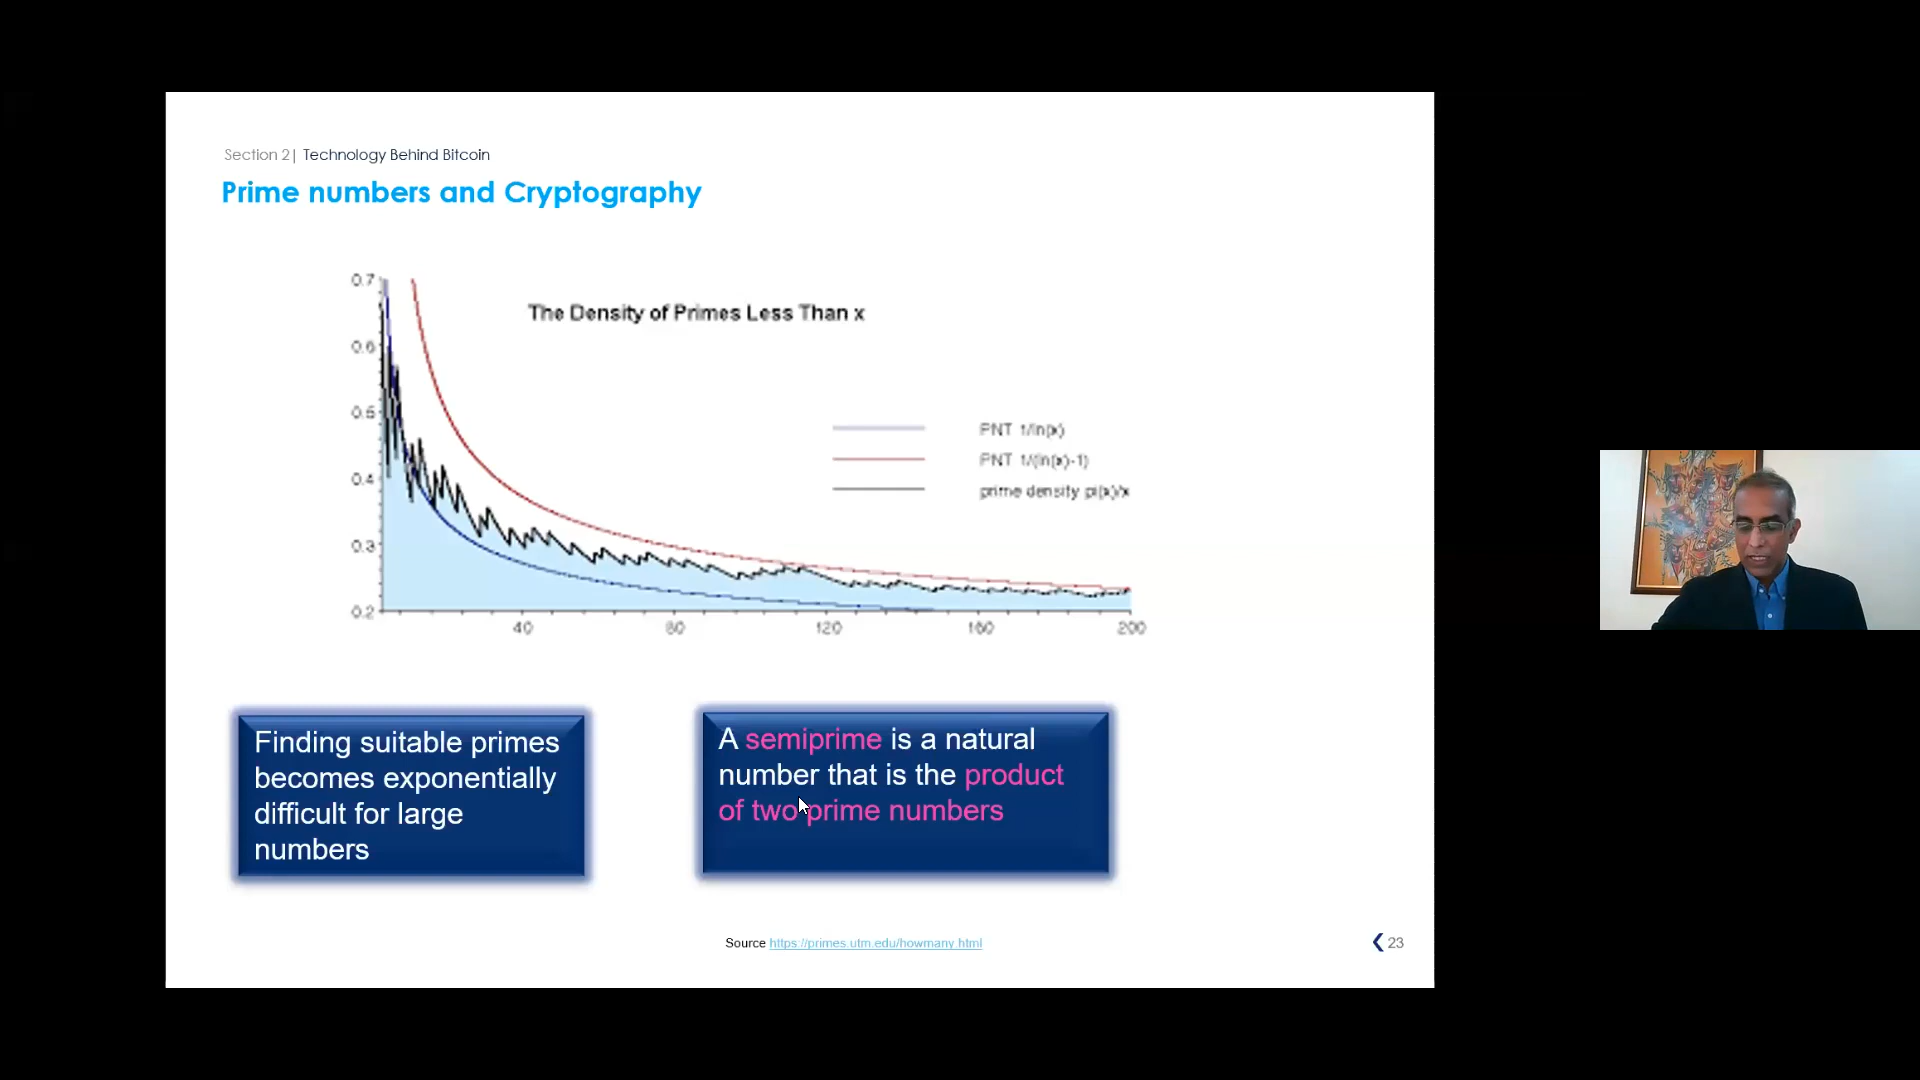 Section 2| Technology Behind Bitcoin
Prime numbers and Cryptography
The Density of Primes Less Than x
0.7
0.6
0.5
0.4
0.3
0.2
40
80
120
160
200
PNT 1/ln(x)
PNT 1/(ln(x)-1)
prime density pi(x)/x
Finding suitable primes
becomes exponentially
difficult for large
numbers
A semiprime is a natural
number that is the product
of two prime numbers
Source https://primes.utm.edu/howmany.html
23